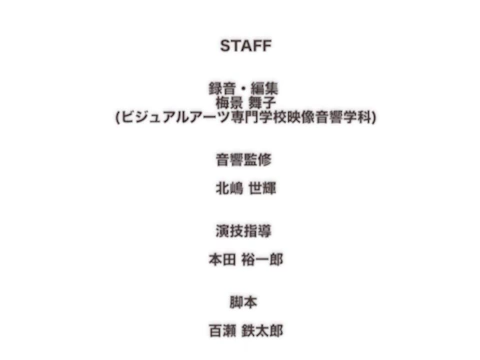 STAFF
録音・編集
梅景 舞子
(ビジュアルアーツ専門学校映像音響学科)
音響監修
北嶋 世輝
演技指導
本田 裕一郎
脚本
百瀬 鉄太郎